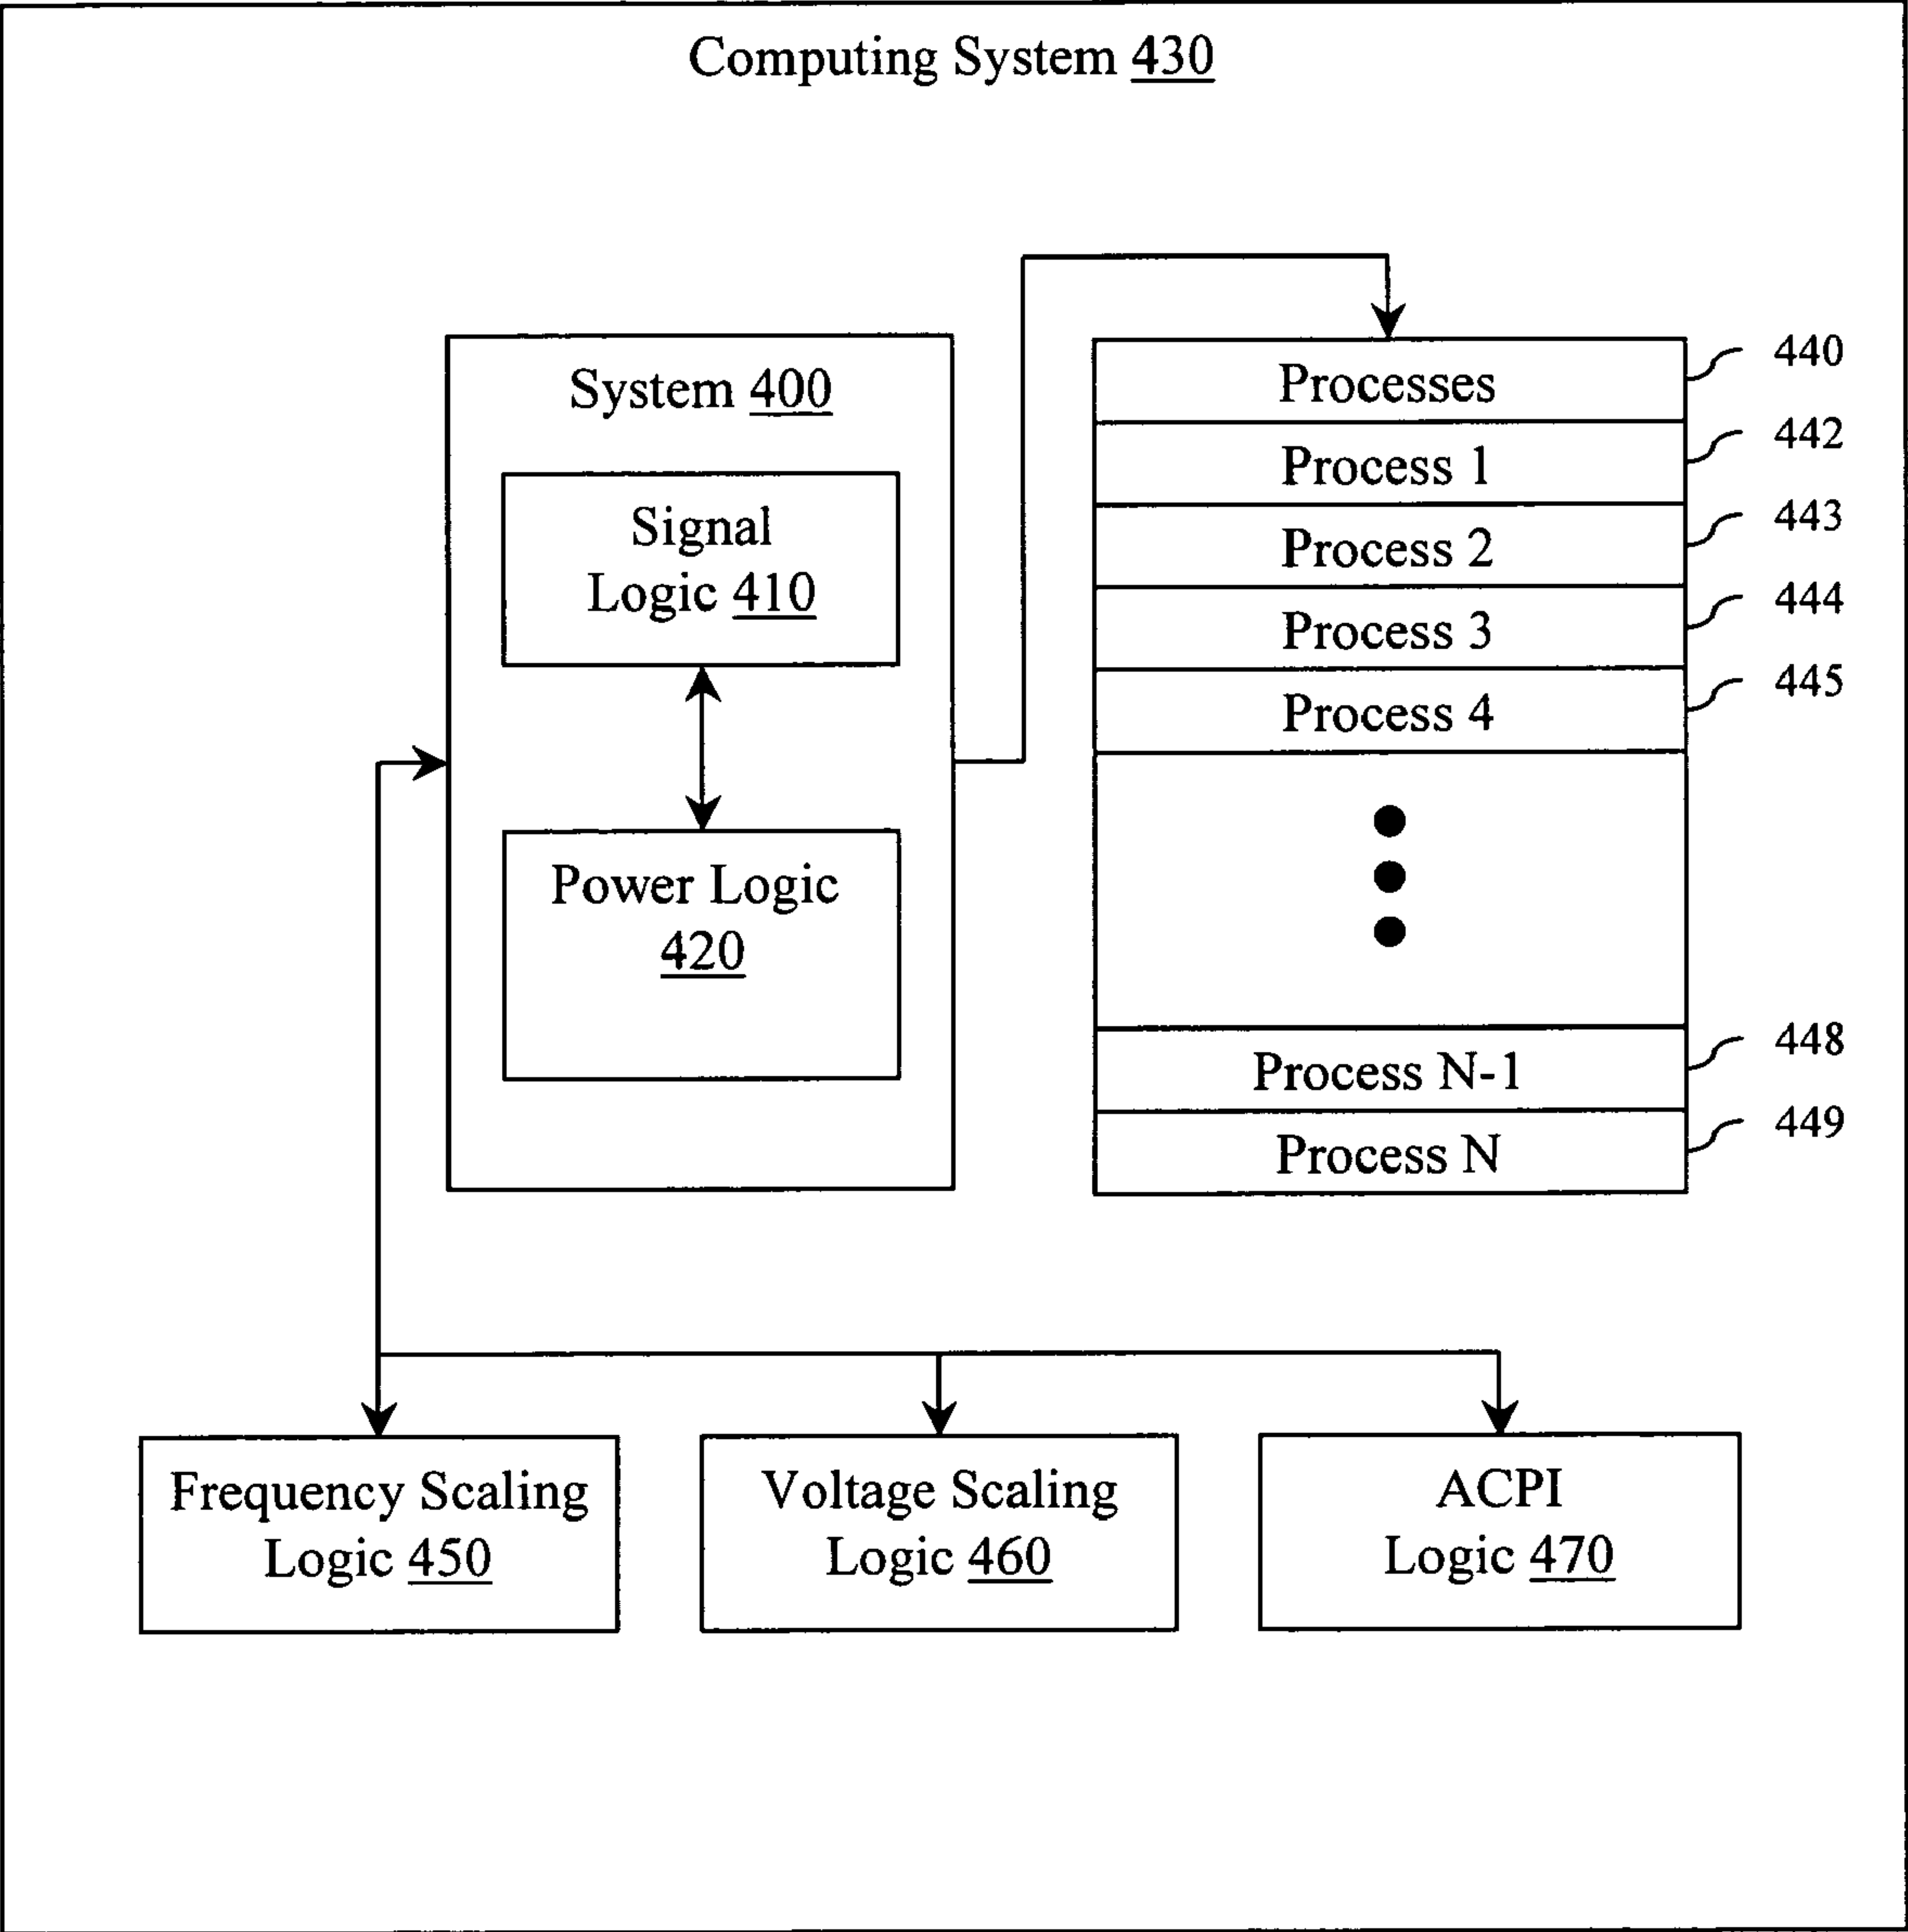 Computing System 430
System 400
Signal
Logic 410
Power Logic
420
Processes
440
Process 1
442
Process 2
443
Process 3
444
Process 4
445
Process N-1
448
Process N
449
Frequency Scaling
Logic 450
Voltage Scaling
Logic 460
ACPI
Logic 470